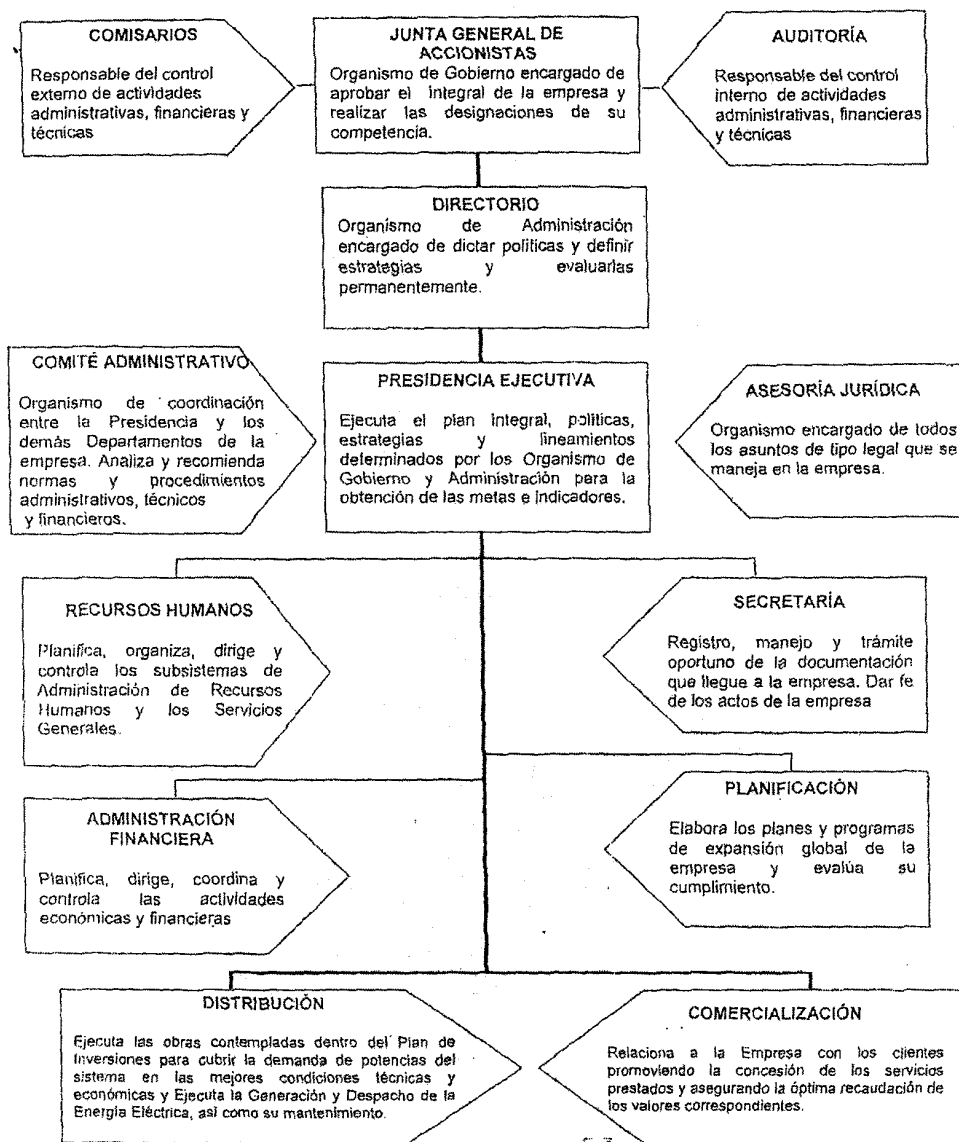 COMISARIOS
Responsable del control
externo de actividades
administrativas, financieras y
técnicas
JUNTA GENERAL DE
ACCIONISTAS
Organismo de Gobierno encargado de
aprobar el integral de la empresa y
realizar las designaciones de su
competencia.
AUDITORÍA
Responsable del control
interno de actividades
administrativas, financieras
y técnicas
DIRECTORIO
Organismo de Administración
encargado de dictar políticas y definir
estrategias y evaluarlas
permanentemente.
COMITÉ ADMINISTRATIVO
Organismo de coordinación
entre la Presidencia y los
demás Departamentos de la
empresa. Analiza y recomienda
normas y procedimientos
administrativos, técnicos
y financieros.
PRESIDENCIA EJECUTIVA
Ejecuta el plan integral, políticas,
estrategias y lineamientos
determinados por los Organismo de
Gobierno y Administración para la
obtención de las metas e indicadores.
ASESORÍA JURÍDICA
Organismo encargado de todos
los asuntos de tipo legal que se
maneja en la empresa.
RECURSOS HUMANOS
Planifica, organiza, dirige y
controla los subsistemas de
Administración de Recursos
Humanos y los Servicios
Generales.
SECRETARÍA
Registro, manejo y trámite
oportuno de la documentación
que llegue a la empresa. Dar fe
de los actos de la empresa
ADMINISTRACIÓN
FINANCIERA
Planifica, dirige, coordina y
controla las actividades
económicas y financieras
PLANIFICACIÓN
Elabora los planes y programas
de expansión global de la
empresa y evalúa su
cumplimiento.
DISTRIBUCIÓN
Ejecuta las obras contempladas dentro del Plan de
Inversiones para cubrir la demanda de potencias del
sistema en las mejores condiciones técnicas y
económicas y Ejecuta la Generación y Despacho de la
Energía Eléctrica, así como su mantenimiento.
COMERCIALIZACIÓN
Relaciona a la Empresa con los clientes
promoviendo la concesión de los servicios
prestados y asegurando la óptima recaudación de
los valores correspondientes.